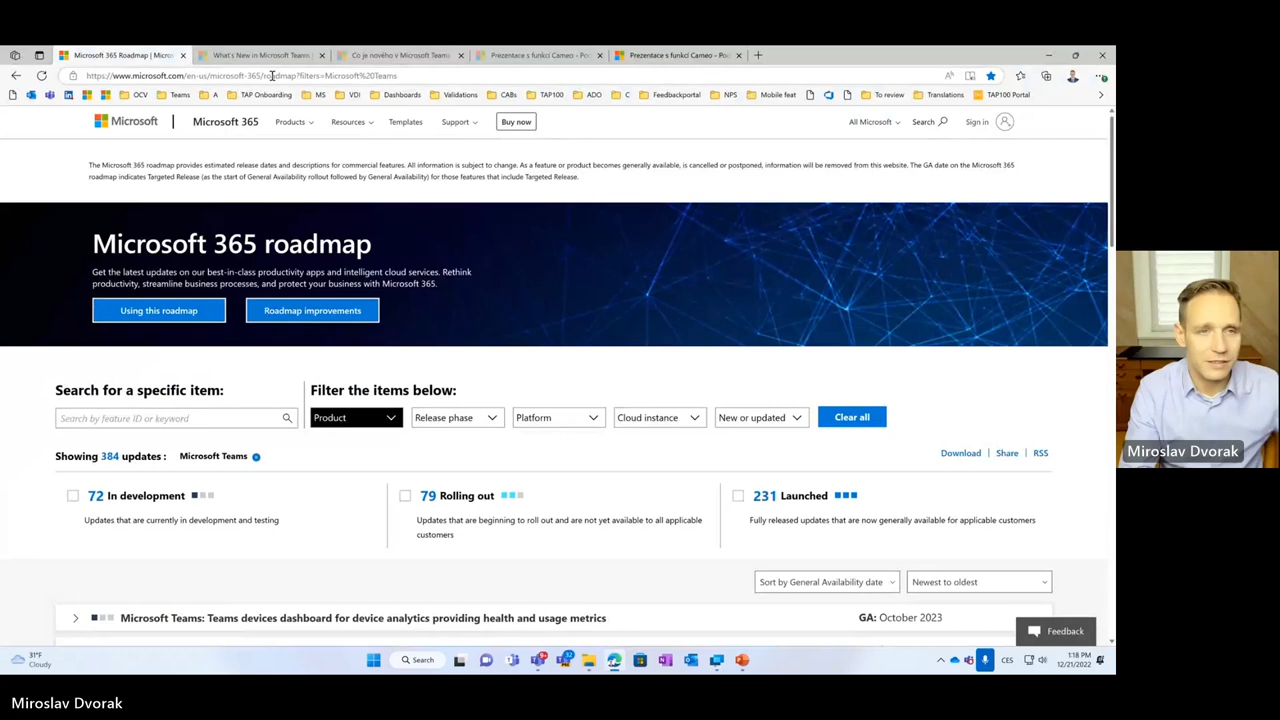 Microsoft 365 Roadmap | Micros
What's New in Microsoft Teams |
Co je nového v Microsoft Teams
Prezentace s funkcí Cameo - Pod
Prezentace s funkcí Cameo - Pod
https://www.microsoft.com/en-us/microsoft-365/roadmap?filters=Microsoft%20Teams
OCV Teams A TAP Onboarding MS VDI Dashboards Validations CABs TAP100 ADO C Feedbackportal NPS Mobile feat To review Translations TAP100 Portal
Microsoft | Microsoft 365 Products Resources Templates Support Buy now All Microsoft Search Sign in
The Microsoft 365 roadmap provides estimated release dates and descriptions for commercial features. All information is subject to change. As a feature or product becomes generally available, is cancelled or postponed, information will be removed from this website. The GA date on the Microsoft 365
roadmap indicates Targeted Release (as the start of General Availability rollout followed by General Availability) for those features that include Targeted Release.
Microsoft 365 roadmap
Get the latest updates on our best-in-class productivity apps and intelligent cloud services. Rethink
productivity, streamline business processes, and protect your business with Microsoft 365.
Using this roadmap Roadmap improvements
Search for a specific item: Filter the items below:
Search by feature ID or keyword Product Release phase Platform Cloud instance New or updated Clear all
Showing 384 updates : Microsoft Teams Download Share RSS
72 In development 79 Rolling out 231 Launched
Updates that are currently in development and testing
Updates that are beginning to roll out and are not yet available to all applicable
customers
Fully released updates that are now generally available for applicable customers
Sort by General Availability date Newest to oldest
Microsoft Teams: Teams devices dashboard for device analytics providing health and usage metrics GA: October 2023
Feedback
31°F
Cloudy
Search
CES
1:18 PM
12/21/2022
Miroslav Dvorak
Miroslav Dvorak